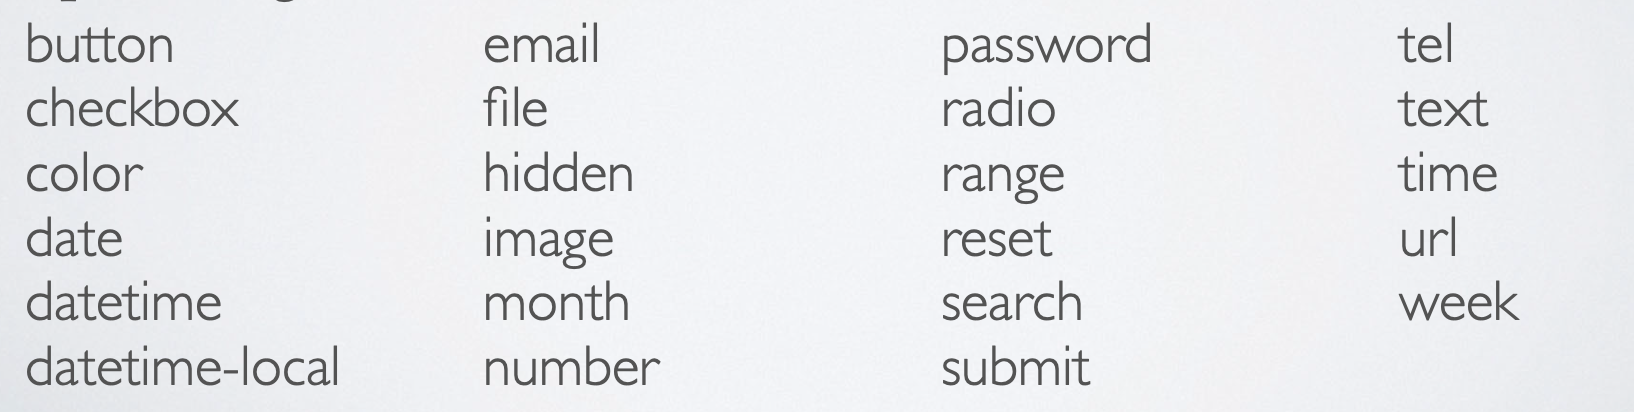 button
checkbox
color
date
datetime
datetime-local
email
file
hidden
image
month
number
password
radio
range
reset
search
submit
tel
text
time
url
week